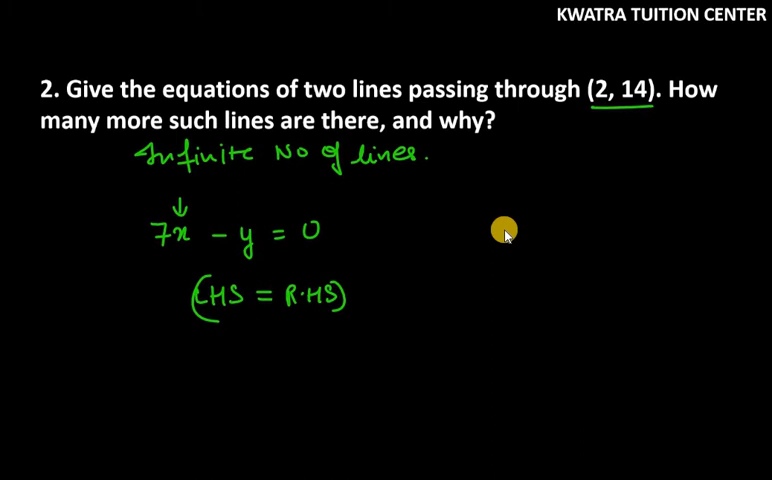 KWATRA TUITION CENTER
2. Give the equations of two lines passing through (2, 14). How
many more such lines are there, and why?
Infinite No of lines.
7x - y = 0
(LHS = R.HS)